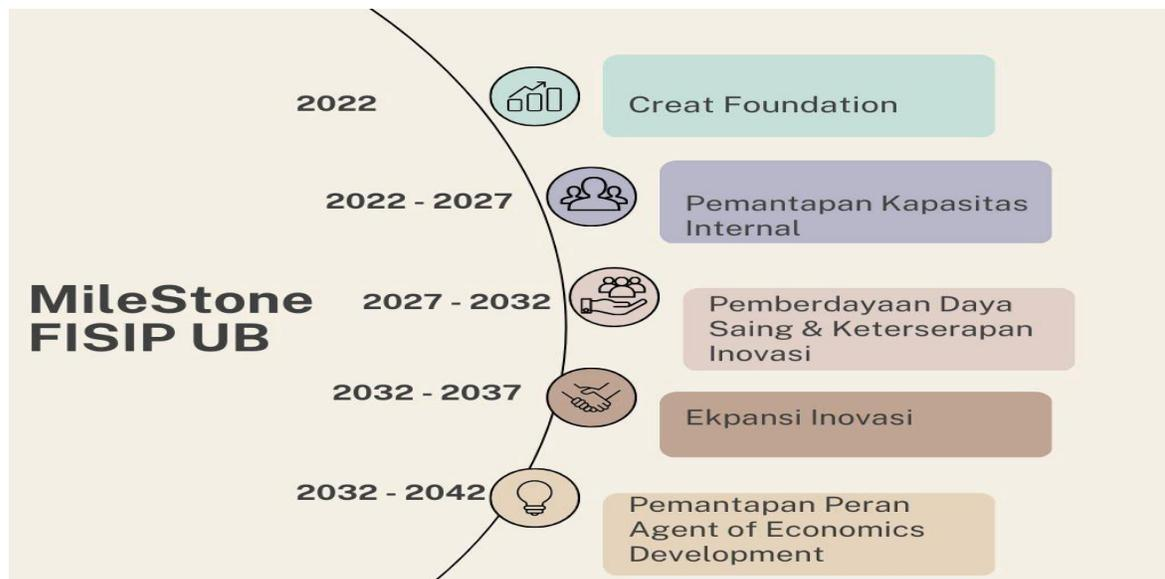 MileStone
FISIP UB
2022
Creat Foundation
2022 - 2027
Pemantapan Kapasitas
Internal
2027 - 2032
Pemberdayaan Daya
Saing & Keterserapan
Inovasi
2032 - 2037
Ekpansi Inovasi
2032 - 2042
Pemantapan Peran
Agent of Economics
Development